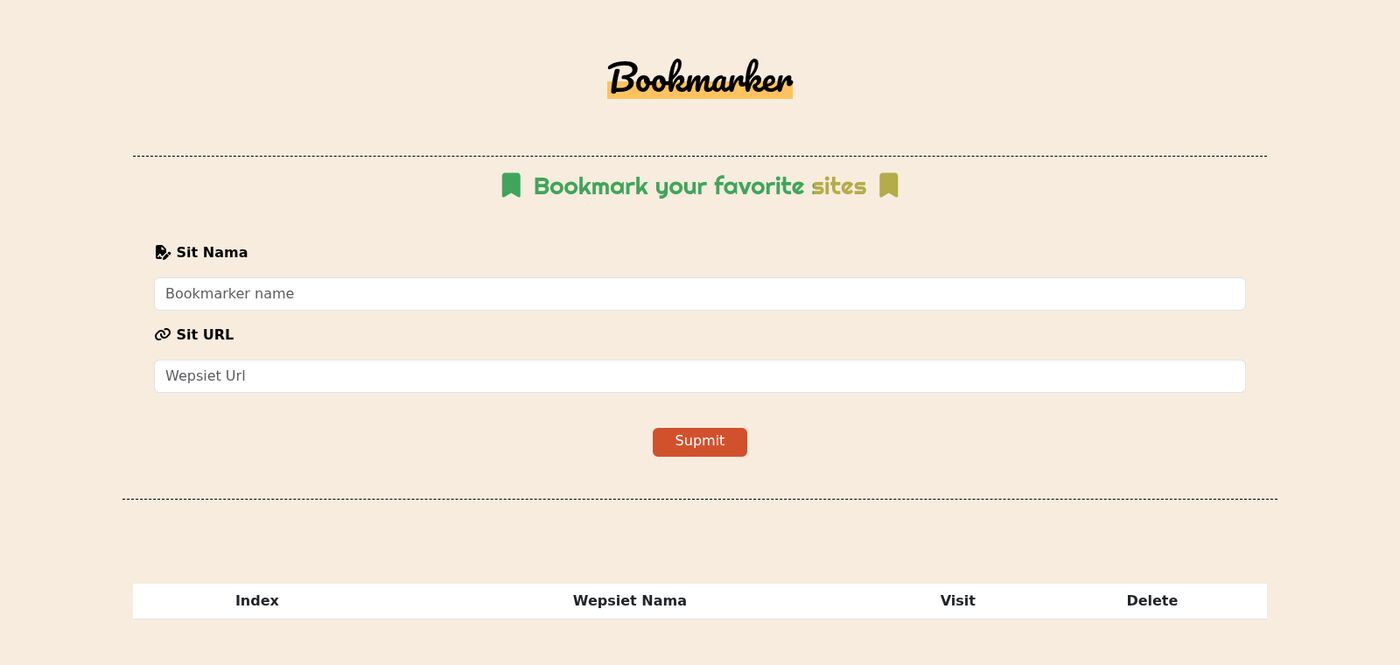 Bookmarker
Bookmark your favorite sites
Sit Nama
Bookmarker name
Sit URL
Wepsiet Url
Supmit
Index Wepsiet Nama Visit Delete